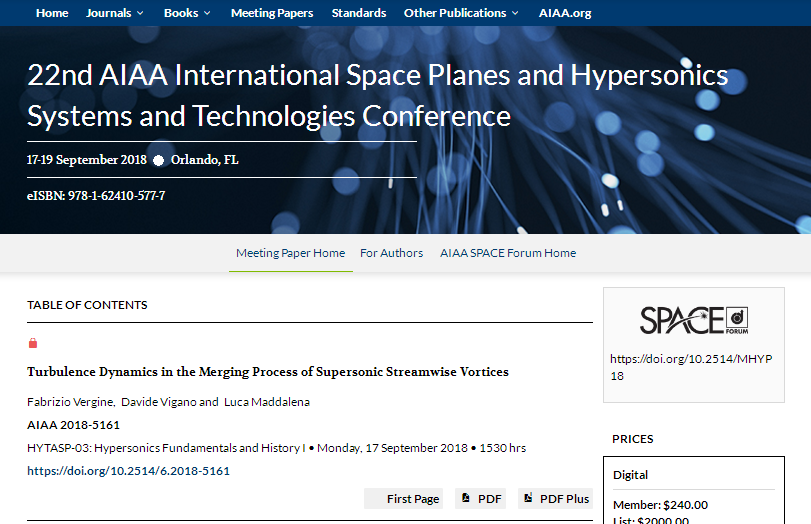 Home Journals Books Meeting Papers Standards Other Publications AIAA.org
22nd AIAA International Space Planes and Hypersonics
Systems and Technologies Conference
17-19 September 2018 ● Orlando, FL
eISBN: 978-1-62410-577-7
Meeting Paper Home For Authors AIAA SPACE Forum Home
TABLE OF CONTENTS
Turbulence Dynamics in the Merging Process of Supersonic Streamwise Vortices
Fabrizio Vergine, Davide Vigano and Luca Maddalena
AIAA 2018-5161
HYTASP-03: Hypersonics Fundamentals and History I • Monday, 17 September 2018 • 1530 hrs
https://doi.org/10.2514/6.2018-5161
First Page PDF PDF Plus
SPACE
FORUM
https://doi.org/10.2514/MHYP
18
PRICES
Digital
Member: $240.00
List: $2000.00